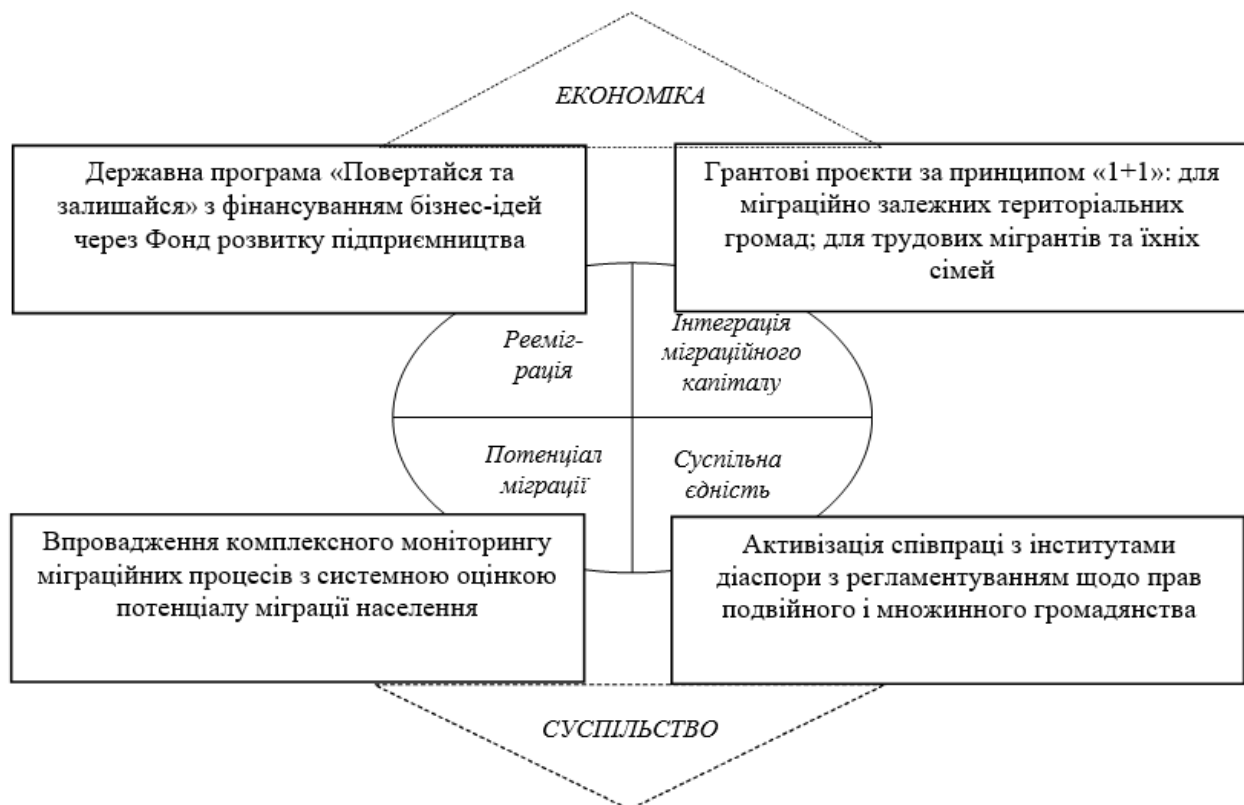 ЕКОНОМІКА
Державна програма «Повертайся та
залишайся» з фінансуванням бізнес-ідей
через Фонд розвитку підприємництва
Грантові проєкти за принципом «1+1»: для
міграційно залежних територіальних
громад; для трудових мігрантів та їхніх
сімей
Рееміг-
рація
Інтеграція
міграційного
капіталу
Потенціал
міграції
Суспільна
єдність
Впровадження комплексного моніторингу
міграційних процесів з системною оцінкою
потенціалу міграції населення
Активізація співпраці з інститутами
діаспори з регламентуванням щодо прав
подвійного і множинного громадянства
СУСПІЛЬСТВО